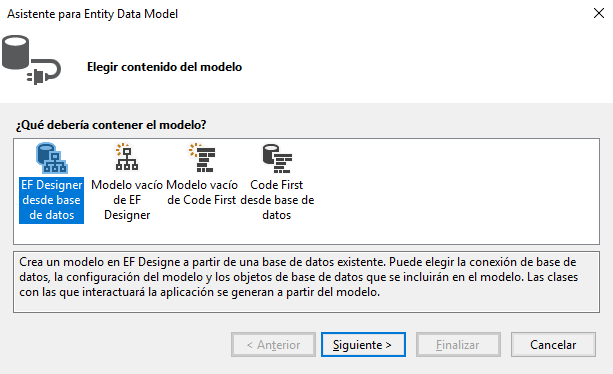 Asistente para Entity Data Model
Elegir contenido del modelo
¿Qué debería contener el modelo?
EF Designer
desde base
de datos
Modelo vacío
de EF
Designer
Modelo vacío
de Code First
Code First
desde base de
datos
Crea un modelo en EF Designe a partir de una base de datos existente. Puede elegir la conexión de base de
datos, la configuración del modelo y los objetos de base de datos que se incluirán en el modelo. Las clases
con las que interactuará la aplicación se generan a partir del modelo.
< Anterior
Siguiente >
Finalizar
Cancelar